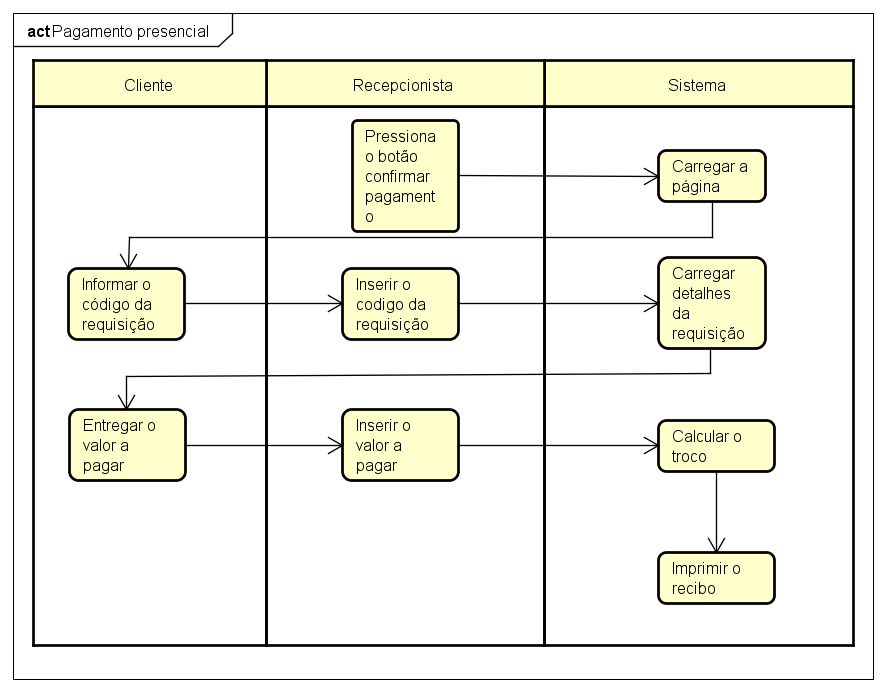 act Pagamento presencial
Cliente
Recepcionista
Sistema
Pressiona
o botão
confirmar
pagament
o
Carregar a
página
Informar o
código da
requisição
Inserir o
codigo da
requisição
Carregar
detalhes
da
requisição
Entregar o
valor a
pagar
Inserir o
valor a
pagar
Calcular o
troco
Imprimir o
recibo